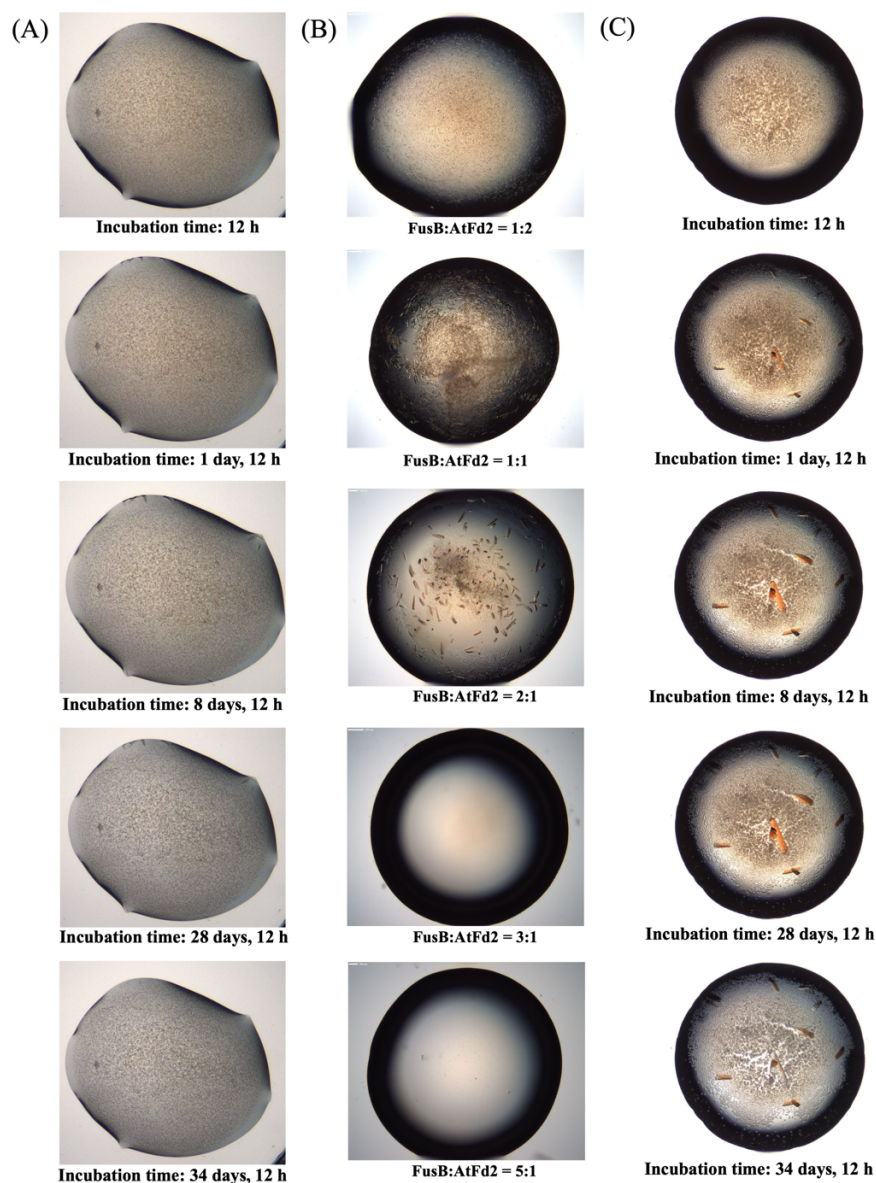 (A)
(B)
(C)
Incubation time: 12 h
FusB:AtFd2 = 1:2
Incubation time: 12 h
Incubation time: 1 day, 12 h
FusB:AtFd2 = 1:1
Incubation time: 1 day, 12 h
Incubation time: 8 days, 12 h
FusB:AtFd2 = 2:1
Incubation time: 8 days, 12 h
Incubation time: 28 days, 12 h
FusB:AtFd2 = 3:1
Incubation time: 28 days, 12 h
Incubation time: 34 days, 12 h
FusB:AtFd2 = 5:1
Incubation time: 34 days, 12 h